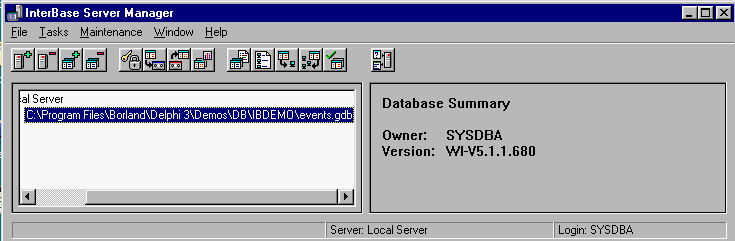 InterBase Server Manager
File Tasks Maintenance Window Help
cal Server
C:\Program Files\Borland\Delphi 3\Demos\DB\IBDEMO\events.gdb
Database Summary
Owner: SYSDBA
Version: WI-V5.1.1.680
Server: Local Server
Login: SYSDBA